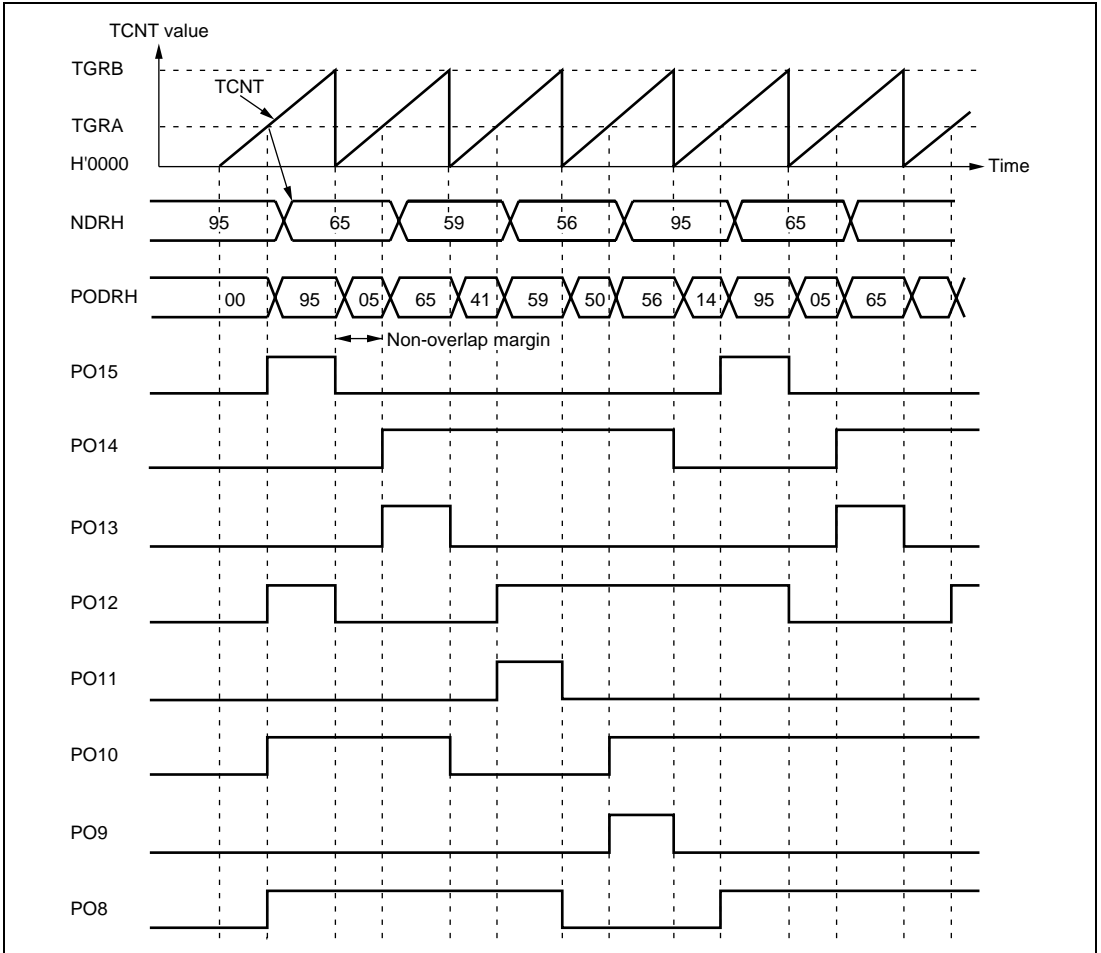 TCNT value
TGRB
TCNT
TGRA
H'0000
Time
NDRH 95 65 59 56 95 65
PODRH 00 95 05 65 41 59 50 56 14 95 05 65
Non-overlap margin
PO15
PO14
PO13
PO12
PO11
PO10
PO9
PO8